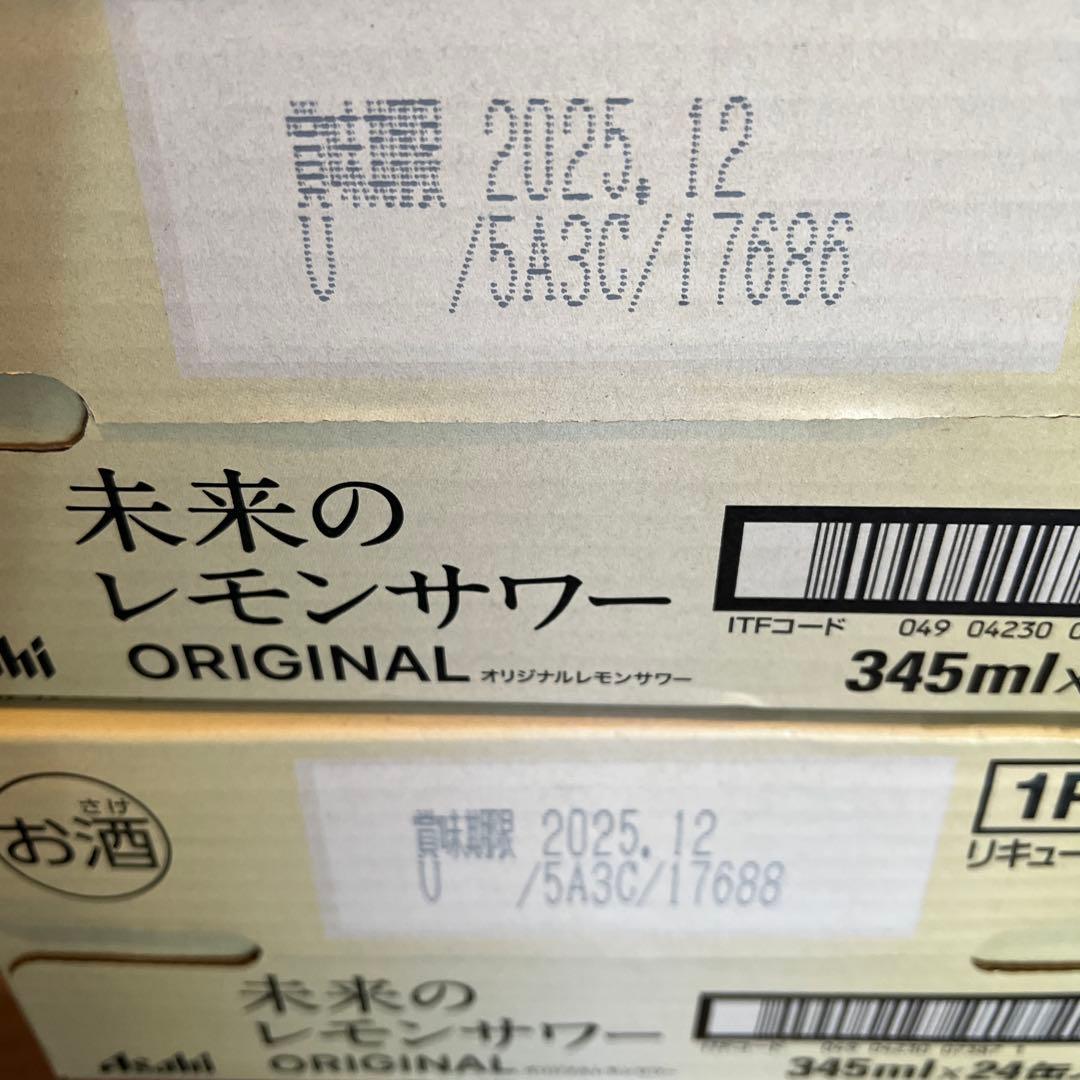 賞味期限 2025.12
U /5A3C/17686
未来の
レモンサワー
ORIGINAL オリジナルレモンサワー
ITFコード 049 04230
345ml×
お酒
さけ
賞味期限 2025.12
U /5A3C/17688
リキュー
未来の
レモンサワー
Asahi ORIGINAL
345ml×24缶